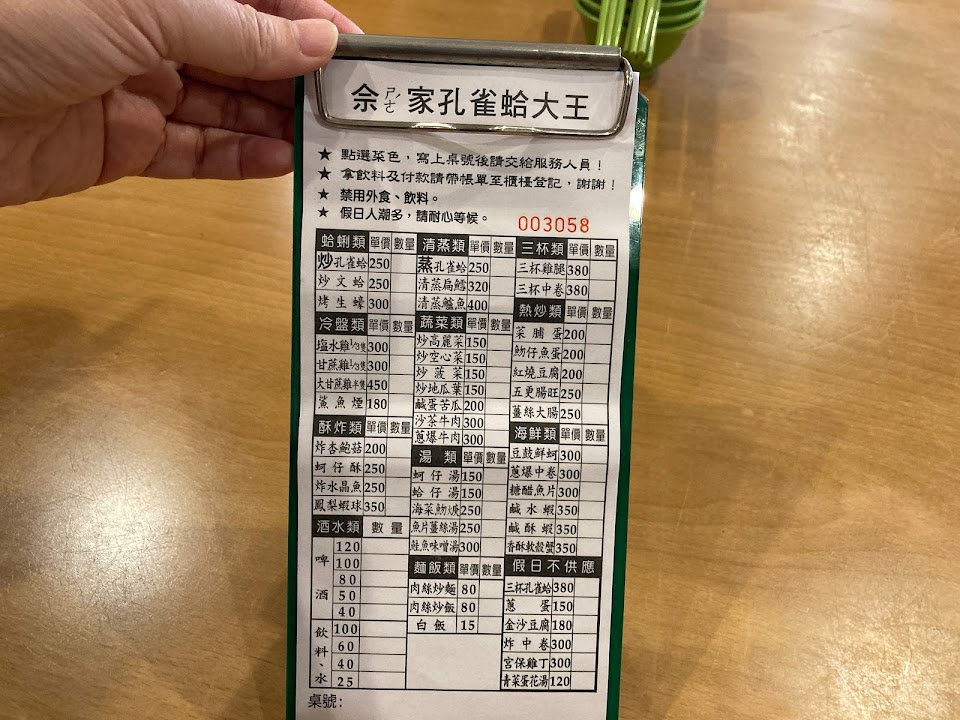 佘ㄕㄜˊ家孔雀蛤大王
★ 點選菜色，寫上桌號後請交給服務人員！
★ 拿飲料及付款請帶帳單至櫃檯登記，謝謝！
★ 禁用外食、飲料。
★ 假日人潮多，請耐心等候。
003058
蛤蜊類 單價 數量
炒孔雀蛤 250
炒文蛤 250
烤生蠔 300
冷盤類 單價 數量
塩水雞1/3隻 300
甘蔗雞1/3隻 300
大甘蔗雞半隻 450
鯊魚煙 180
酥炸類 單價 數量
炸杏鮑菇 200
蚵仔酥 250
炸水晶魚 250
鳳梨蝦球 350
酒水類 數量
啤酒
120
100
80
50
40
飲料、水
100
60
40
25
清蒸類 單價 數量
蒸孔雀蛤 250
清蒸扁鱈 320
清蒸鱸魚 400
蔬菜類 單價 數量
炒高麗菜 150
炒空心菜 150
炒菠菜 150
炒地瓜葉 150
鹹蛋苦瓜 200
沙茶牛肉 300
蔥爆牛肉 300
湯類 單價 數量
蚵仔湯 150
蛤仔湯 150
海菜魩焿 250
魚片薑絲湯 250
鮭魚味噌湯 300
麵飯類 單價 數量
肉絲炒麵 80
肉絲炒飯 80
白飯 15
三杯類 單價 數量
三杯雞腿 380
三杯中卷 380
熱炒類 單價 數量
菜脯蛋 200
魩仔魚蛋 200
紅燒豆腐 200
五更腸旺 250
薑絲大腸 250
海鮮類 單價 數量
豆鼓鮮蚵 300
蔥爆中卷 300
糖醋魚片 300
鹹水蝦 350
鹹酥蝦 350
香酥軟殼蟹 350
假日不供應
三杯孔雀蛤 380
蔥蛋 150
金沙豆腐 180
炸中卷 300
宮保雞丁 300
青菜蛋花湯 120
桌號：